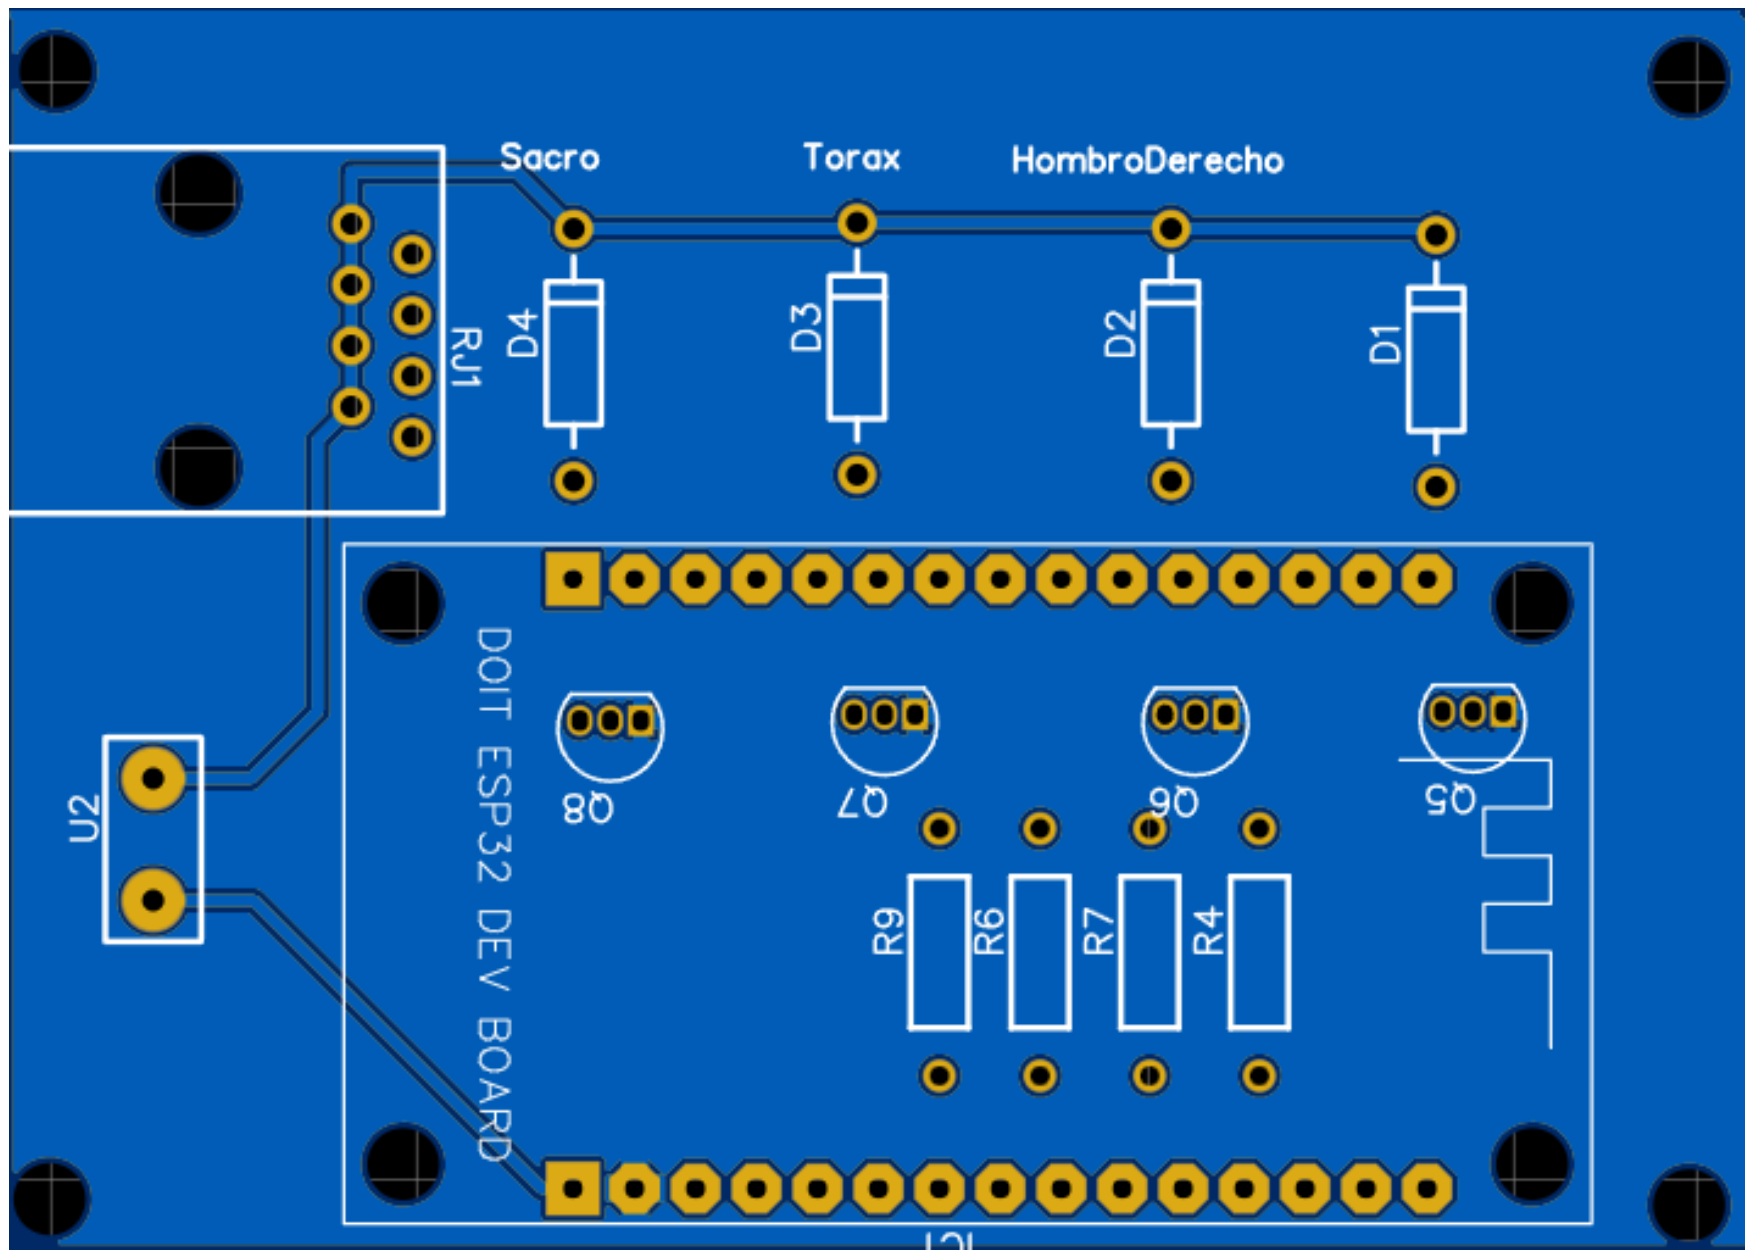 Sacro
Torax
HombroDerecho
RJ1
D4
D3
D2
D1
DOIT ESP32 DEV BOARD
Q8
Q7
Q6
Q5
U2
R9
R6
R7
R4
IC1